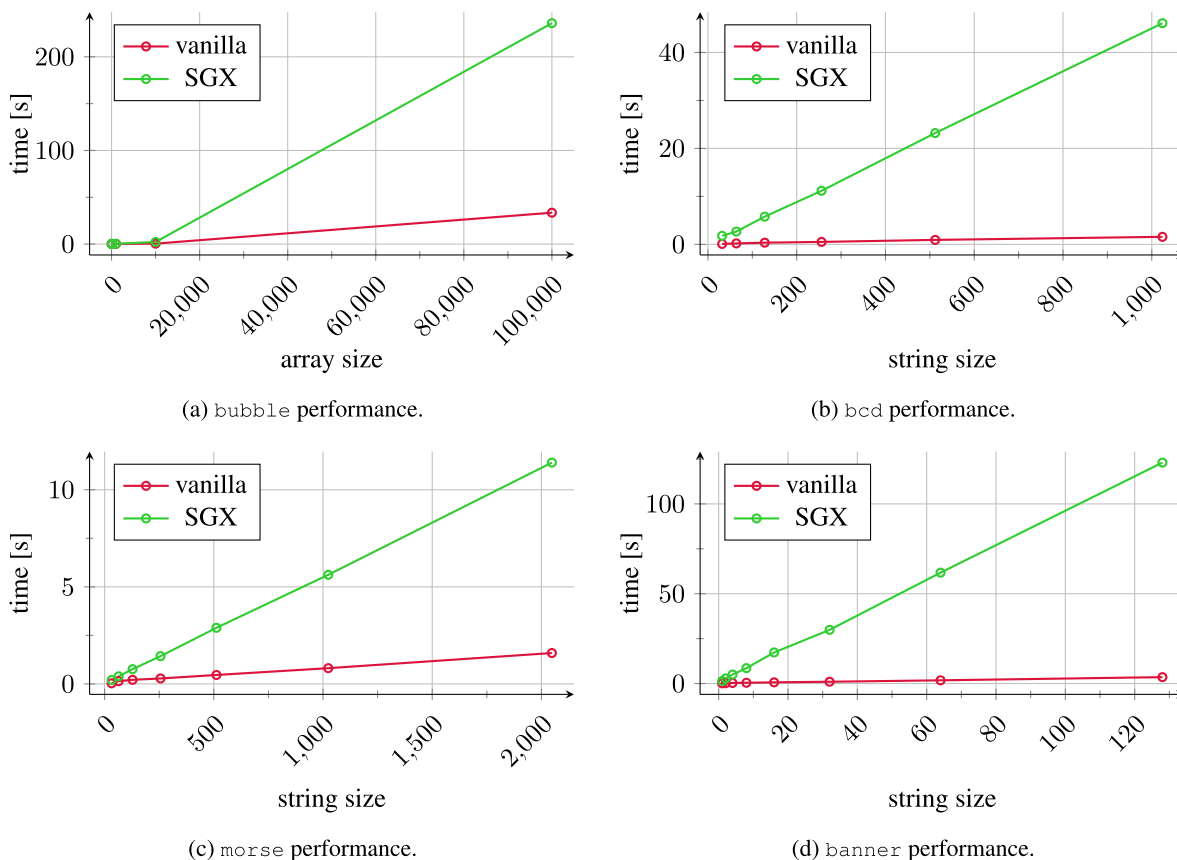 vanilla
SGX
200
100
0
time [s]
0
20,000
40,000
60,000
80,000
100,000
array size
(a) bubble performance.
vanilla
SGX
40
20
0
time [s]
200
400
600
800
1,000
string size
(b) bcd performance.
vanilla
SGX
10
5
0
time [s]
0
500
1,000
1,500
2,000
string size
(c) morse performance.
vanilla
SGX
100
50
0
time [s]
0
20
40
60
80
100
120
string size
(d) banner performance.